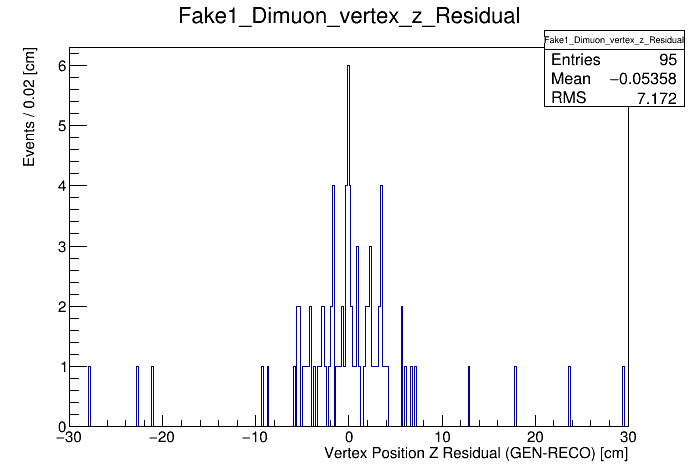 Fake1_Dimuon_vertex_z_Residual
Fake1_Dimuon_vertex_z_Residual
Entries 95
Mean −0.05358
RMS 7.172
Events / 0.02 [cm]
6
5
4
3
2
1
0
−30 −20 −10 0 10 20 30
Vertex Position Z Residual (GEN-RECO) [cm]